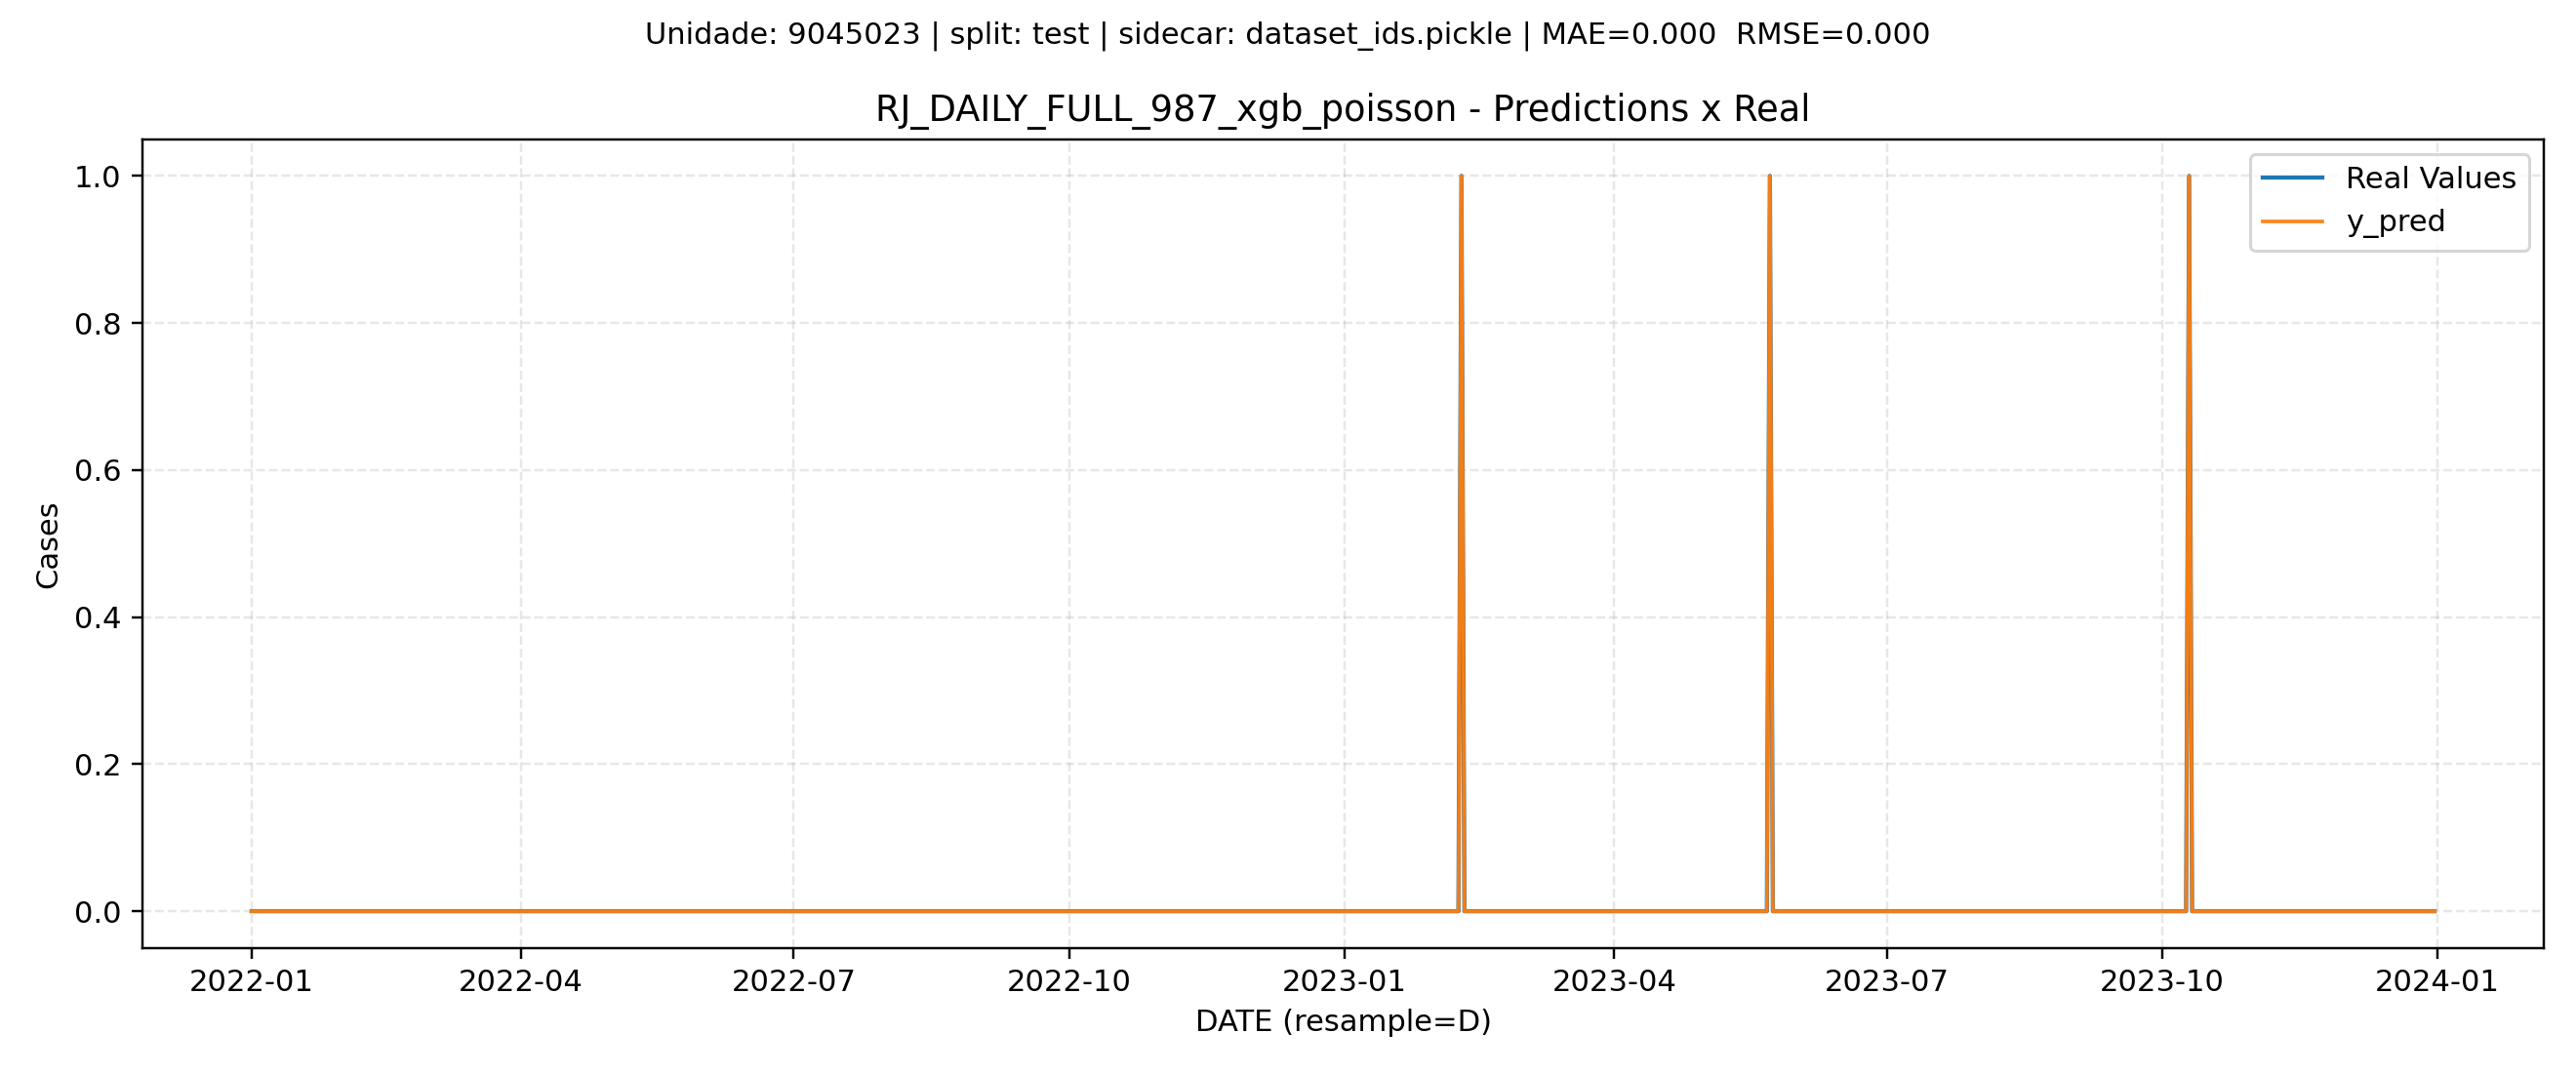 Unidade: 9045023 | split: test | sidecar: dataset_ids.pickle | MAE=0.000  RMSE=0.000
RJ_DAILY_FULL_987_xgb_poisson - Predictions x Real
Real Values
y_pred
1.0
0.8
0.6
0.4
0.2
0.0
Cases
2022-01 2022-04 2022-07 2022-10 2023-01 2023-04 2023-07 2023-10 2024-01
DATE (resample=D)